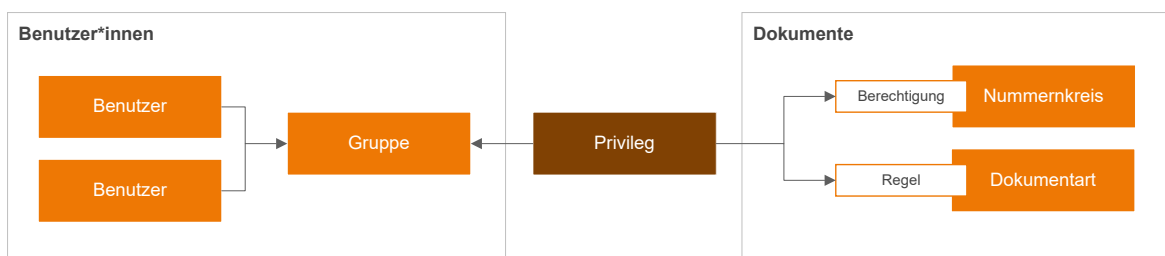 Benutzer*innen
Benutzer
Benutzer
Gruppe
Privileg
Dokumente
Berechtigung
Nummernkreis
Regel
Dokumentart